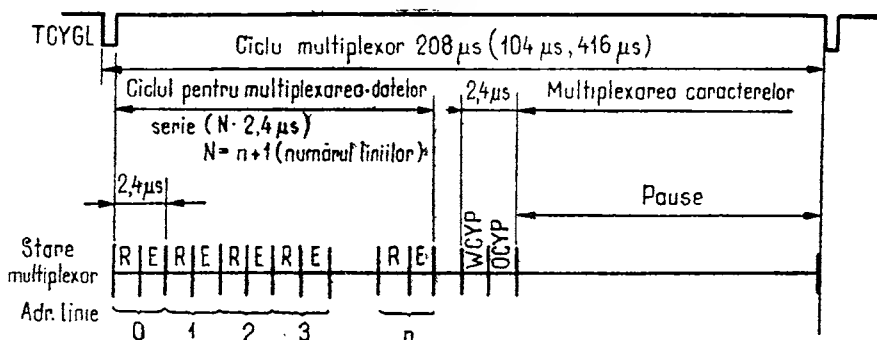 TCYGL
Ciclu multiplexor 208 µs (104 µs, 416 µs)
Ciclul pentru multiplexarea datelor
2,4 µs
Multiplexarea caracterelor
serie (N · 2,4 µs)
N = n+1 (numărul liniilor)
2,4 µs
Pause
Stare multiplexor
R E R E R E R E R E WCYP OCYP
Adr. linie
0 1 2 3 n